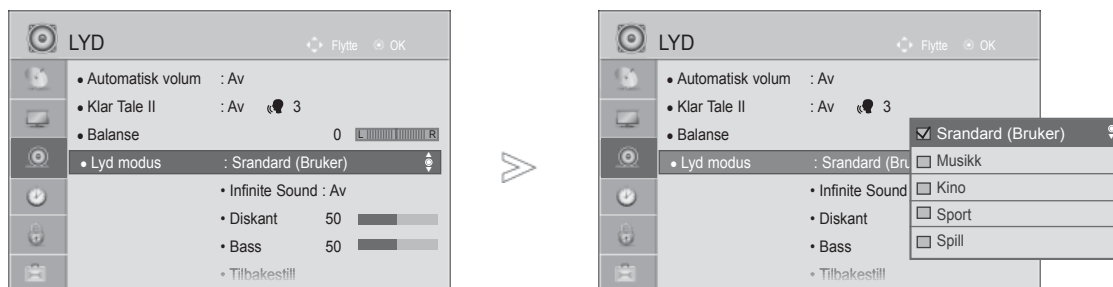 LYD
Flytte OK
• Automatisk volum : Av
• Klar Tale II : Av 3
• Balanse 0 L R
• Lyd modus : Srandard (Bruker)
• Infinite Sound : Av
• Diskant 50
• Bass 50
• Tilbakestill
>
LYD
Flytte OK
• Automatisk volum : Av
• Klar Tale II : Av 3
• Balanse
• Lyd modus : Srandard (Bru
• Infinite Sound
• Diskant
• Bass
• Tilbakestill
Srandard (Bruker)
Musikk
Kino
Sport
Spill